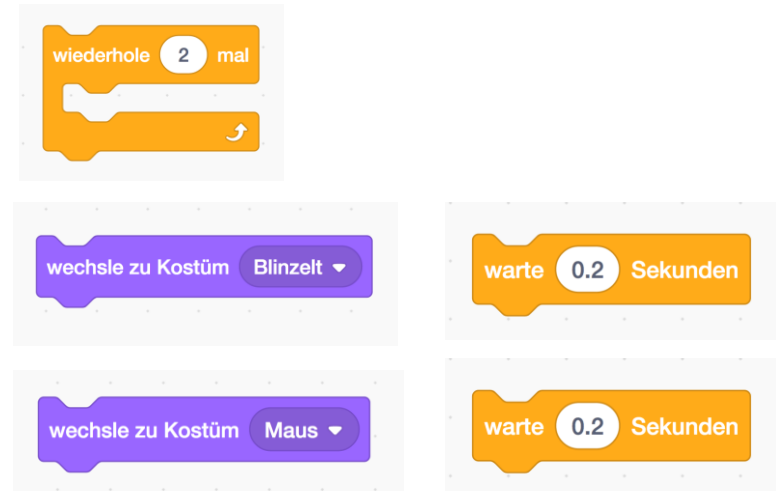 wiederhole 2 mal
wechsle zu Kostüm Blinzelt
warte 0.2 Sekunden
wechsle zu Kostüm Maus
warte 0.2 Sekunden